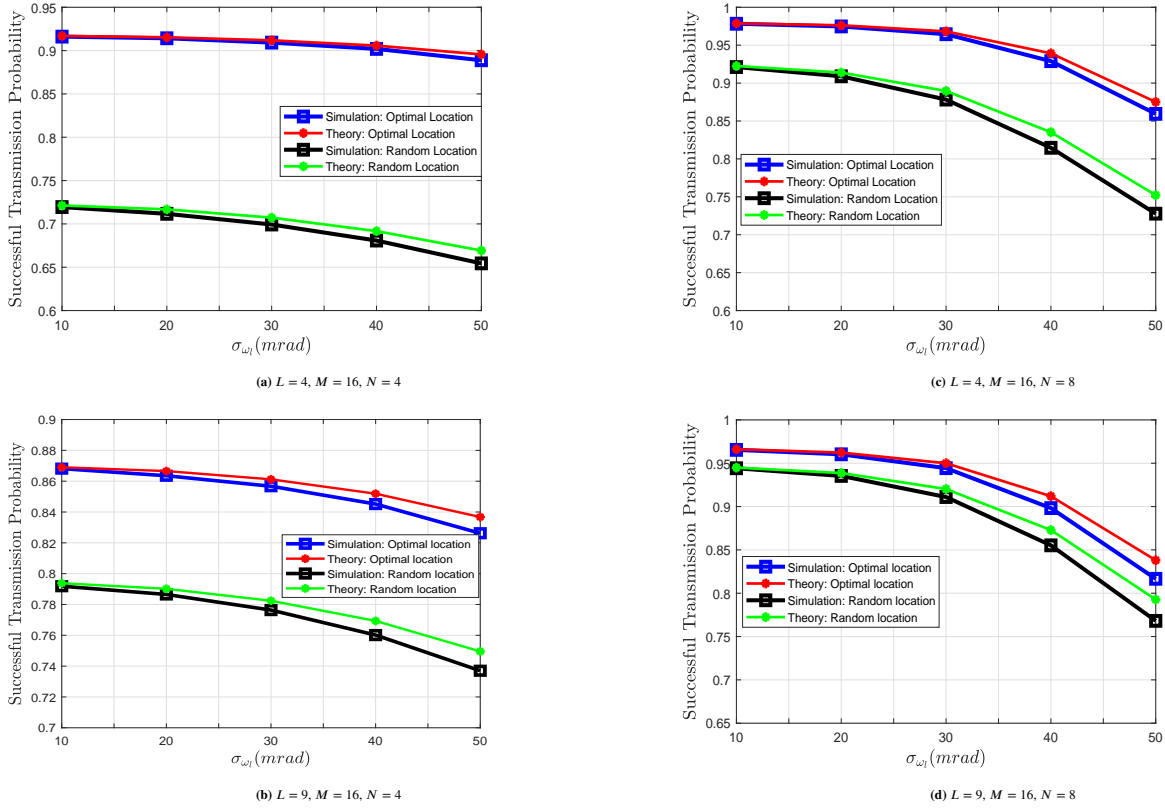 Successful Transmission Probability
0.95
0.9
0.85
0.8
0.75
0.7
0.65
0.6
10
20
30
40
50
σ_{ω_l}(mrad)
Simulation: Optimal Location
Theory: Optimal Location
Simulation: Random Location
Theory: Random Location
(a) L = 4, M = 16, N = 4
Successful Transmission Probability
1
0.95
0.9
0.85
0.8
0.75
0.7
0.65
0.6
10
20
30
40
50
σ_{ω_l}(mrad)
Simulation: Optimal Location
Theory: Optimal Location
Simulation: Random Location
Theory: Random Location
(c) L = 4, M = 16, N = 8
Successful Transmission Probability
0.9
0.88
0.86
0.84
0.82
0.8
0.78
0.76
0.74
0.72
0.7
10
20
30
40
50
σ_{ω_l}(mrad)
Simulation: Optimal location
Theory: Optimal location
Simulation: Random location
Theory: Random location
(b) L = 9, M = 16, N = 4
Successful Transmission Probability
1
0.95
0.9
0.85
0.8
0.75
0.7
0.65
10
20
30
40
50
σ_{ω_l}(mrad)
Simulation: Optimal location
Theory: Optimal location
Simulation: Random location
Theory: Random location
(d) L = 9, M = 16, N = 8